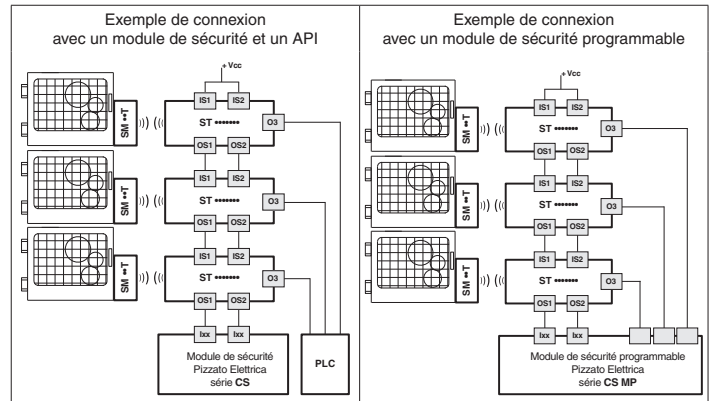 Exemple de connexion
avec un module de sécurité et un API
+ Vcc
IS1 IS2
SM ••T
ST •••••••
O3
OS1 OS2
IS1 IS2
SM ••T
ST •••••••
O3
OS1 OS2
IS1 IS2
SM ••T
ST •••••••
O3
OS1 OS2
Ixx Ixx
Module de sécurité
Pizzato Elettrica
série CS
PLC
Exemple de connexion
avec un module de sécurité programmable
+ Vcc
IS1 IS2
SM ••T
ST •••••••
O3
OS1 OS2
IS1 IS2
SM ••T
ST •••••••
O3
OS1 OS2
IS1 IS2
SM ••T
ST •••••••
O3
OS1 OS2
Ixx Ixx
Module de sécurité programmable
Pizzato Elettrica
série CS MP